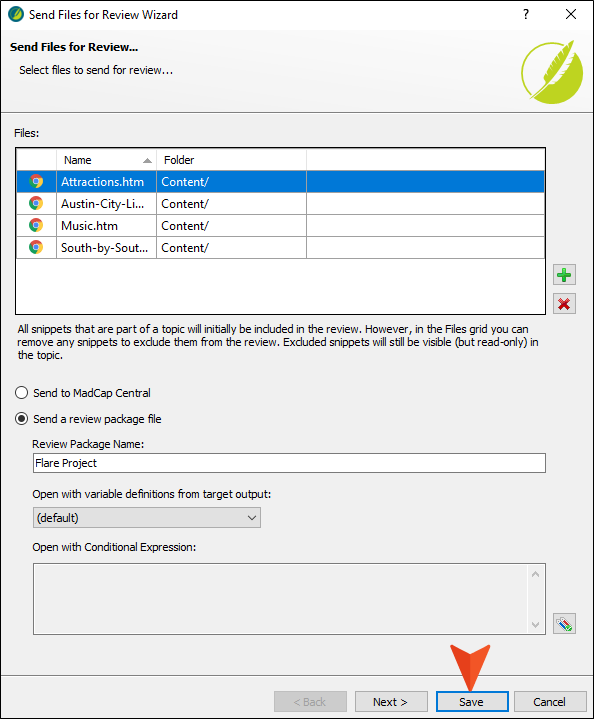 Send Files for Review Wizard
?
Send Files for Review...
Select files to send for review...
Files:
Name Folder
Attractions.htm Content/
Austin-City-Li... Content/
Music.htm Content/
South-by-Sout... Content/
All snippets that are part of a topic will initially be included in the review. However, in the Files grid you can
remove any snippets to exclude them from the review. Excluded snippets will still be visible (but read-only) in
the topic.
Send to MadCap Central
Send a review package file
Review Package Name:
Flare Project
Open with variable definitions from target output:
(default)
Open with Conditional Expression:
< Back Next > Save Cancel